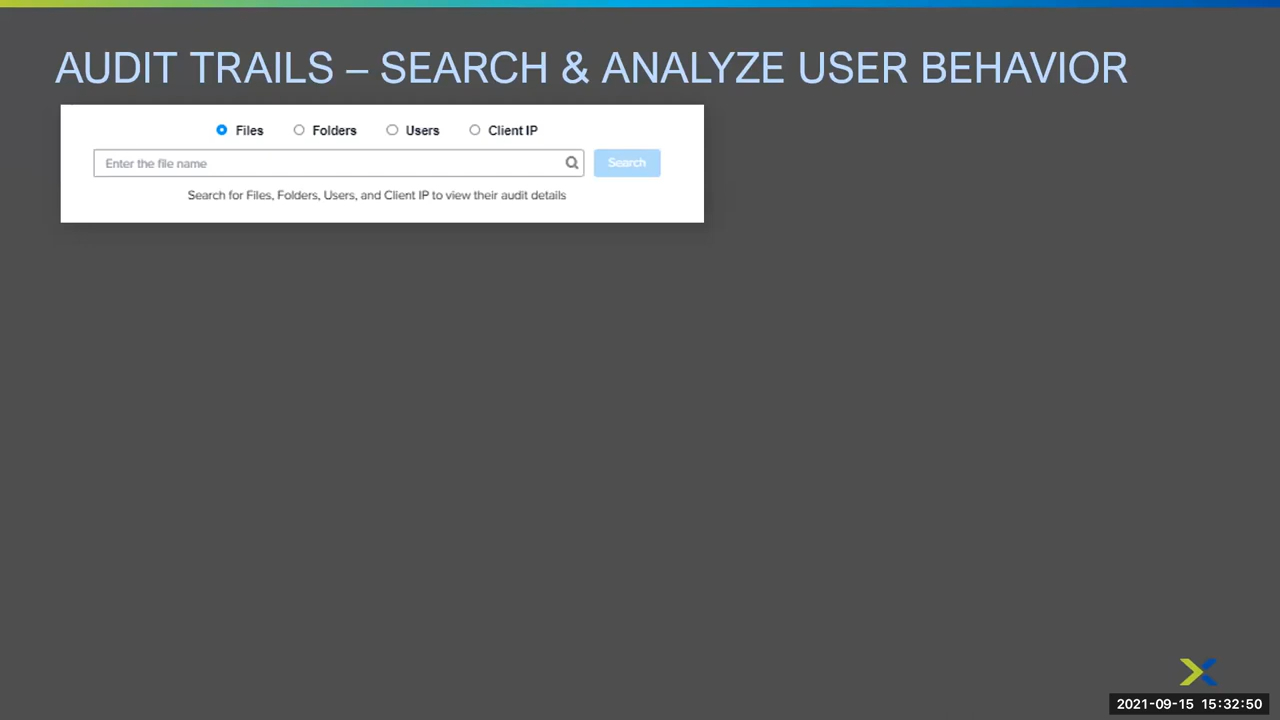 AUDIT TRAILS – SEARCH & ANALYZE USER BEHAVIOR
Files Folders Users Client IP
Enter the file name Search
Search for Files, Folders, Users, and Client IP to view their audit details
2021-09-15 15:32:50